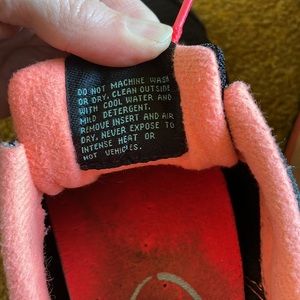 DO NOT MACHINE WASH
OR DRY. CLEAN OUTSIDE
WITH COOL WATER AND
MILD DETERGENT.
REMOVE INSERT AND AIR
DRY. NEVER EXPOSE TO
INTENSE HEAT OR
HOT VEHICLES.